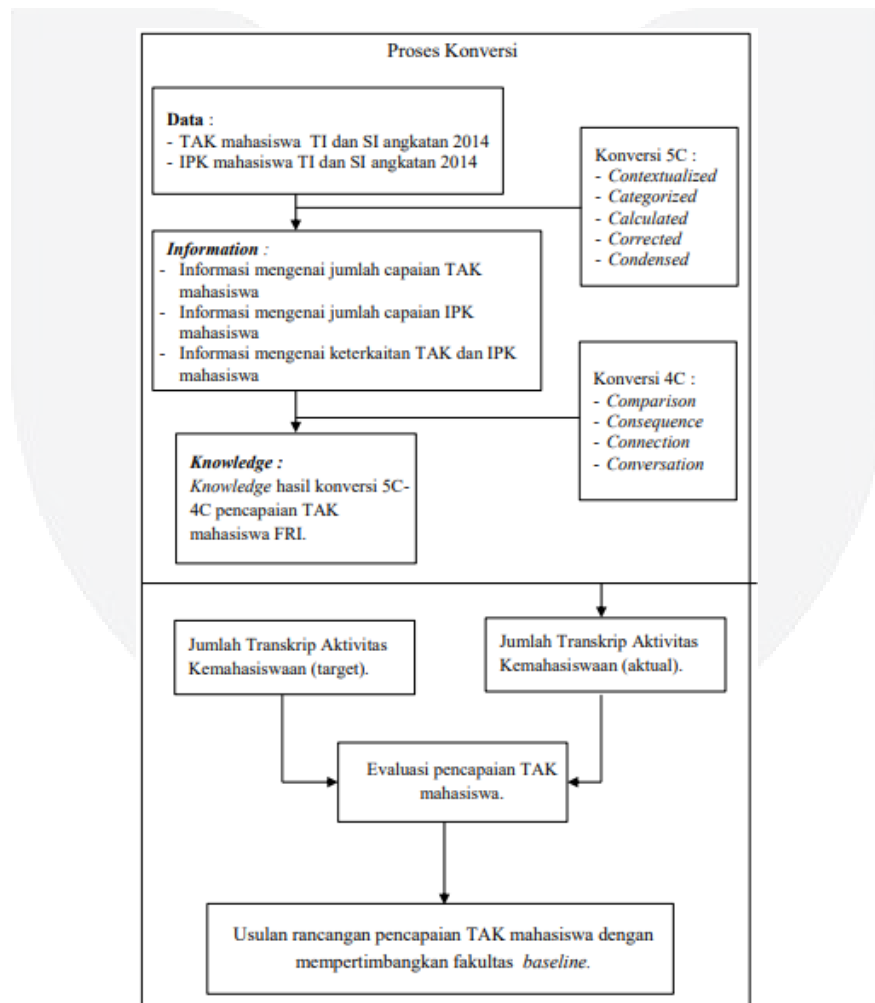 Proses Konversi
Data :
- TAK mahasiswa TI dan SI angkatan 2014
- IPK mahasiswa TI dan SI angkatan 2014
Konversi 5C :
- Contextualized
- Categorized
- Calculated
- Corrected
- Condensed
Information :
- Informasi mengenai jumlah capaian TAK
mahasiswa
- Informasi mengenai jumlah capaian IPK
mahasiswa
- Informasi mengenai keterkaitan TAK dan IPK
mahasiswa
Konversi 4C :
- Comparison
- Consequence
- Connection
- Conversation
Knowledge :
Knowledge hasil konversi 5C-
4C pencapaian TAK
mahasiswa FRI.
Jumlah Transkrip Aktivitas
Kemahasiswaan (target).
Jumlah Transkrip Aktivitas
Kemahasiswaan (aktual).
Evaluasi pencapaian TAK
mahasiswa.
Usulan rancangan pencapaian TAK mahasiswa dengan
mempertimbangkan fakultas baseline.